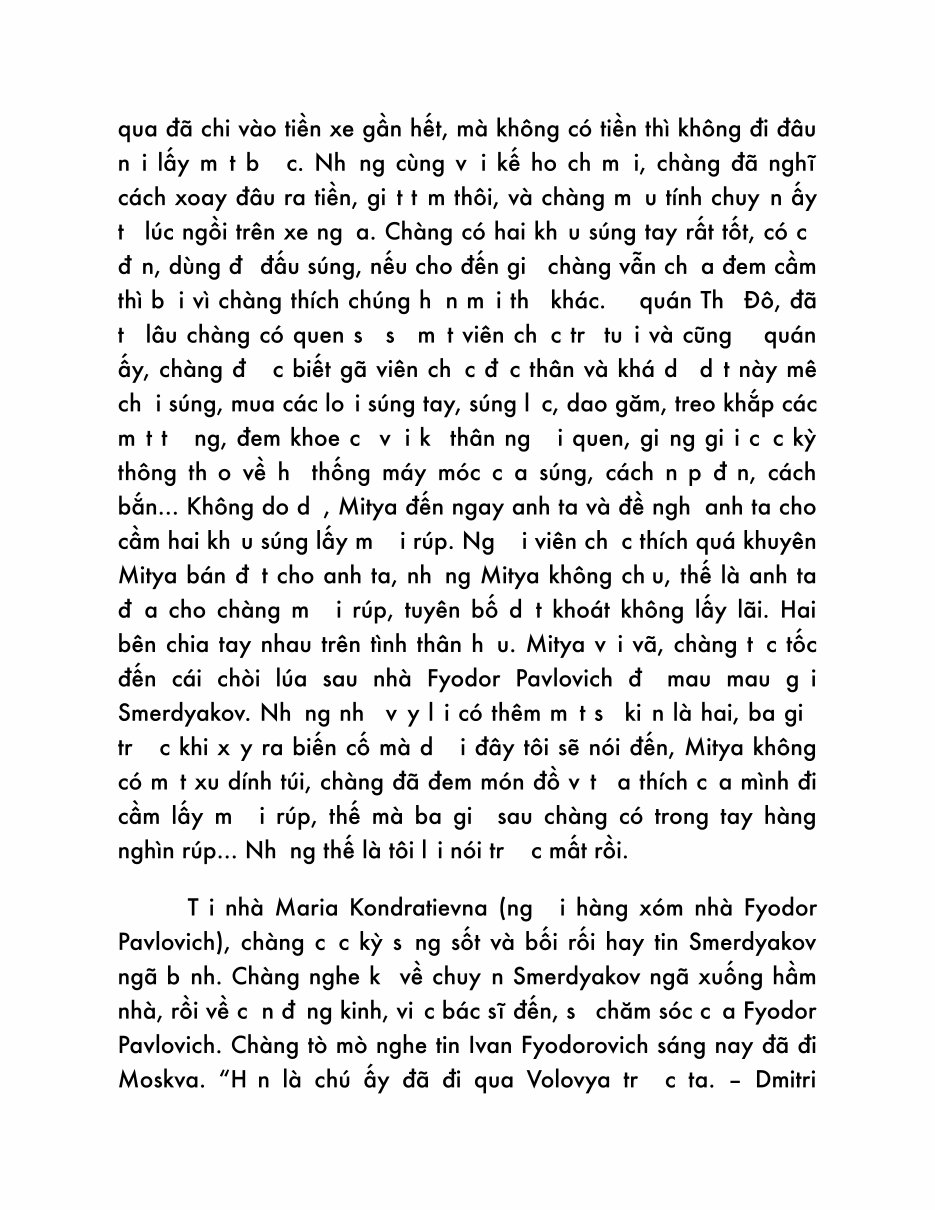 qua đã chi vào tiền xe gần hết, mà không có tiền thì không đi đâu
n i lấy m t b c. Nh ng cùng v i kế ho ch m i, chàng đã nghĩ
cách xoay đâu ra tiền, gi t t m thôi, và chàng m u tính chuy n ấy
t lúc ngồi trên xe ng a. Chàng có hai kh u súng tay rất tốt, có c
đ n, dùng đ đấu súng, nếu cho đến gi chàng vẫn ch a đem cầm
thì b i vì chàng thích chúng h n m i th khác. quán Th Đô, đã
t lâu chàng có quen s s m t viên ch c tr tu i và cũng quán
ấy, chàng đ c biết gã viên ch c đ c thân và khá d d t này mê
ch i súng, mua các lo i súng tay, súng l c, dao găm, treo khắp các
m t t ng, đem khoe c v i k thân ng i quen, gi ng gi i c c kỳ
thông th o về h thống máy móc c a súng, cách n p đ n, cách
bắn... Không do d , Mitya đến ngay anh ta và đề ngh anh ta cho
cầm hai kh u súng lấy m i rúp. Ng i viên ch c thích quá khuyên
Mitya bán đ t cho anh ta, nh ng Mitya không ch u, thế là anh ta
đ a cho chàng m i rúp, tuyên bố d t khoát không lấy lãi. Hai
bên chia tay nhau trên tình thân h u. Mitya v i vã, chàng t c tốc
đến cái chòi lúa sau nhà Fyodor Pavlovich đ mau mau g i
Smerdyakov. Nh ng nh v y l i có thêm m t s ki n là hai, ba gi
tr c khi x y ra biến cố mà d i đây tôi sẽ nói đến, Mitya không
có m t xu dính túi, chàng đã đem món đồ v t a thích c a mình đi
cầm lấy m i rúp, thế mà ba gi sau chàng có trong tay hàng
nghìn rúp... Nh ng thế là tôi l i nói tr c mất rồi.
T i nhà Maria Kondratievna (ng i hàng xóm nhà Fyodor
Pavlovich), chàng c c kỳ s ng sốt và bối rối hay tin Smerdyakov
ngã b nh. Chàng nghe k về chuy n Smerdyakov ngã xuống hầm
nhà, rồi về c n đ ng kinh, vi c bác sĩ đến, s chăm sóc c a Fyodor
Pavlovich. Chàng tò mò nghe tin Ivan Fyodorovich sáng nay đã đi
Moskva. “H n là chú ấy đã đi qua Volovya tr c ta. – Dmitri